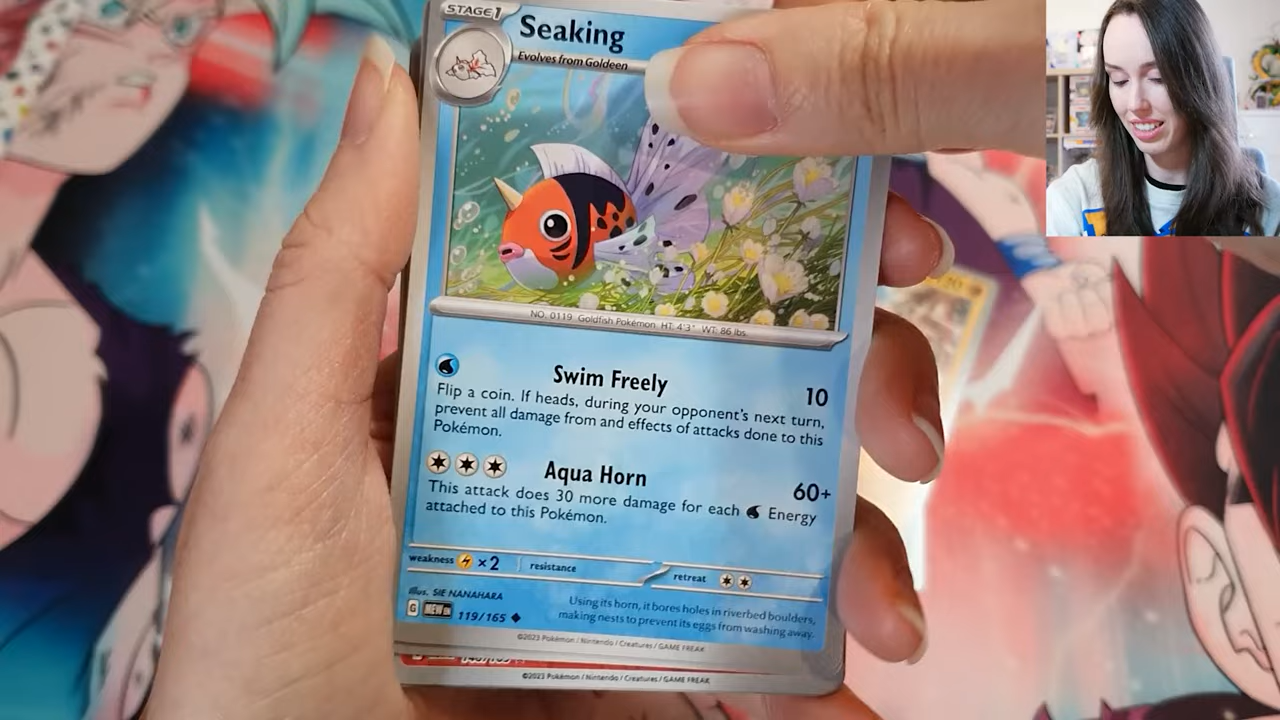 STAGE1
Seaking
Evolves from Goldeen
NO. 0119 Goldfish Pokémon HT: 4'3" WT: 86 lbs.
Swim Freely 10
Flip a coin. If heads, during your opponent's next turn,
prevent all damage from and effects of attacks done to this
Pokémon.
Aqua Horn 60+
This attack does 30 more damage for each Energy
attached to this Pokémon.
weakness ×2 resistance retreat
Illus. SIE NANAHARA
G MEW EN 119/165
Using its horn, it bores holes in riverbed boulders,
making nests to prevent its eggs from washing away.
©2023 Pokémon / Nintendo / Creatures / GAME FREAK
©2023 Pokémon / Nintendo / Creatures / GAME FREAK